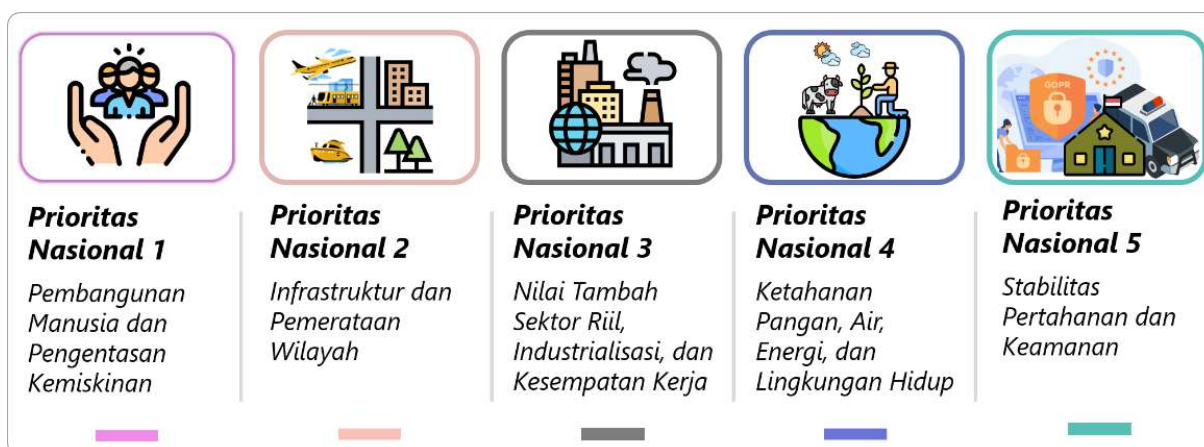 Prioritas
Nasional 1
Pembangunan
Manusia dan
Pengentasan
Kemiskinan
Prioritas
Nasional 2
Infrastruktur dan
Pemerataan
Wilayah
Prioritas
Nasional 3
Nilai Tambah
Sektor Riil,
Industrialisasi, dan
Kesempatan Kerja
Prioritas
Nasional 4
Ketahanan
Pangan, Air,
Energi, dan
Lingkungan Hidup
GDPR
Prioritas
Nasional 5
Stabilitas
Pertahanan dan
Keamanan